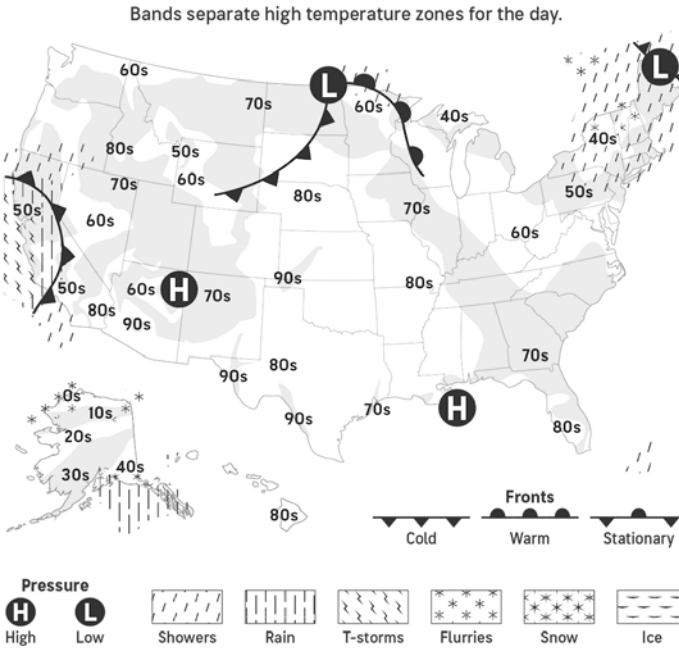 Bands separate high temperature zones for the day.
60s
70s
L
60s
40s
L
40s
80s
50s
70s
60s
80s
50s
50s
60s
70s
60s
50s
60s
H
70s
90s
80s
80s
90s
70s
90s
80s
90s
70s
H
90s
80s
0s
10s
20s
30s
40s
80s
Fronts
Cold Warm Stationary
Pressure
H L
High Low Showers Rain T-storms Flurries Snow Ice